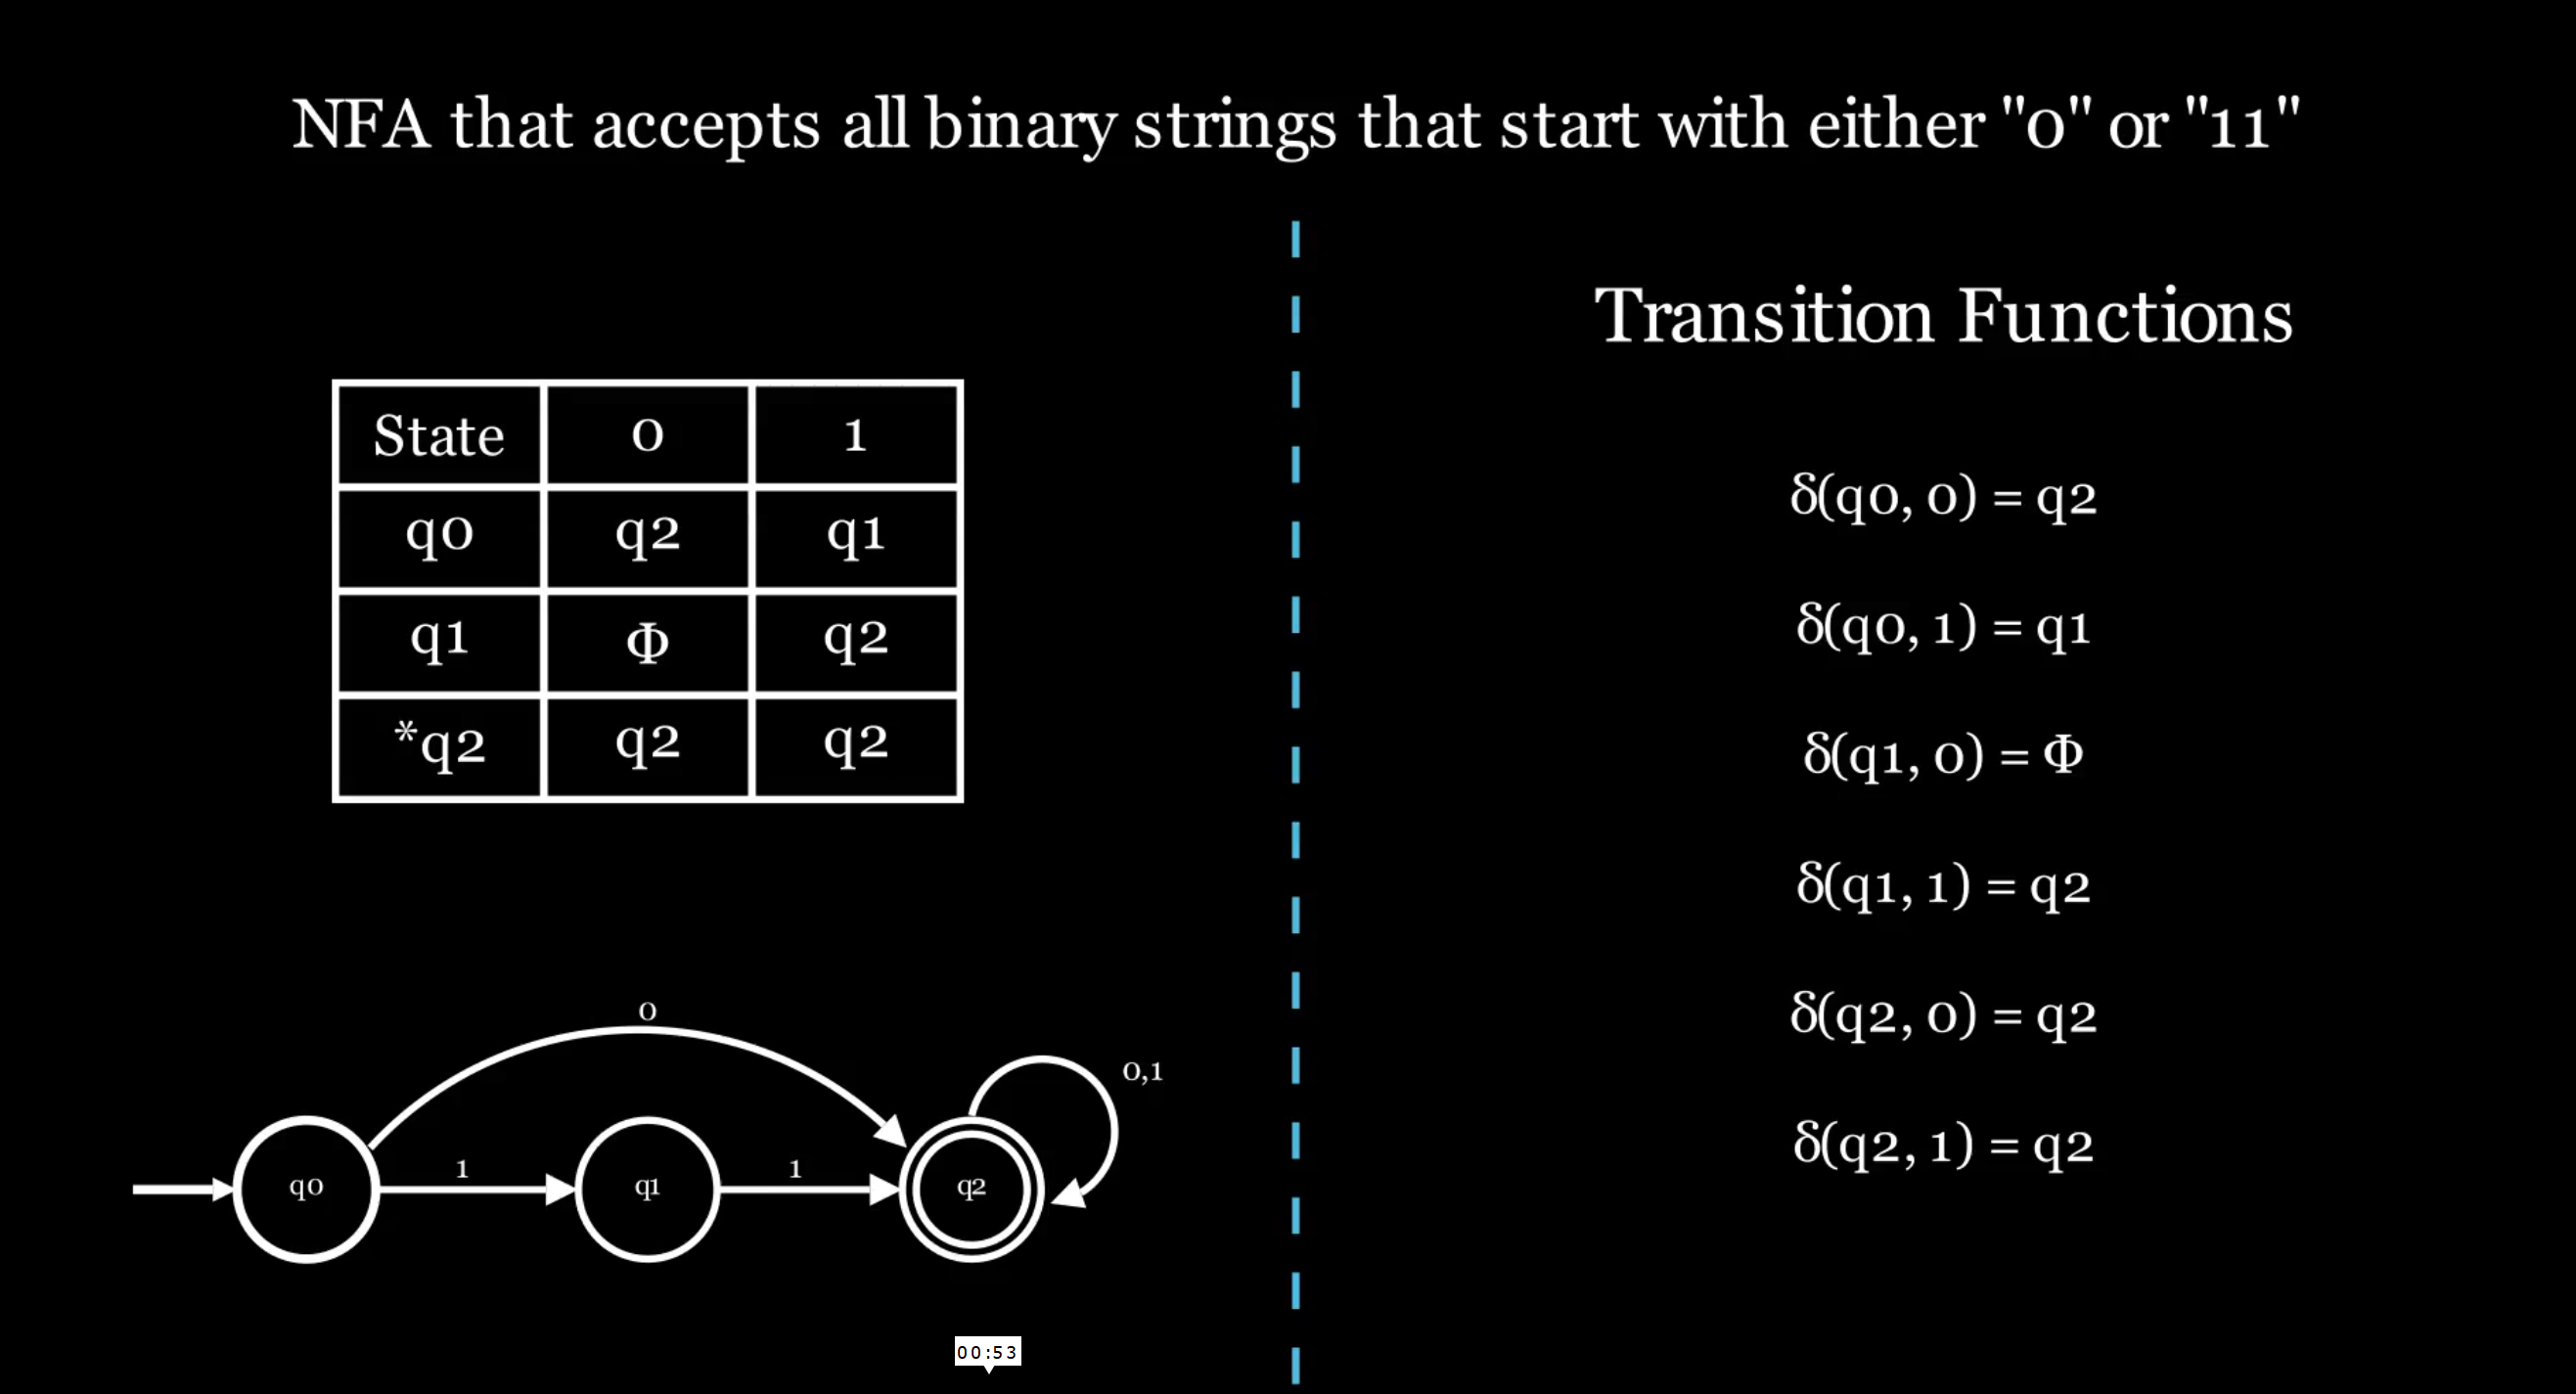 NFA that accepts all binary strings that start with either "0" or "11"
State 0 1
q0 q2 q1
q1 Φ q2
*q2 q2 q2
0
0,1
1 1
q0 q1 q2
00:53
Transition Functions
δ(q0, 0) = q2
δ(q0, 1) = q1
δ(q1, 0) = Φ
δ(q1, 1) = q2
δ(q2, 0) = q2
δ(q2, 1) = q2